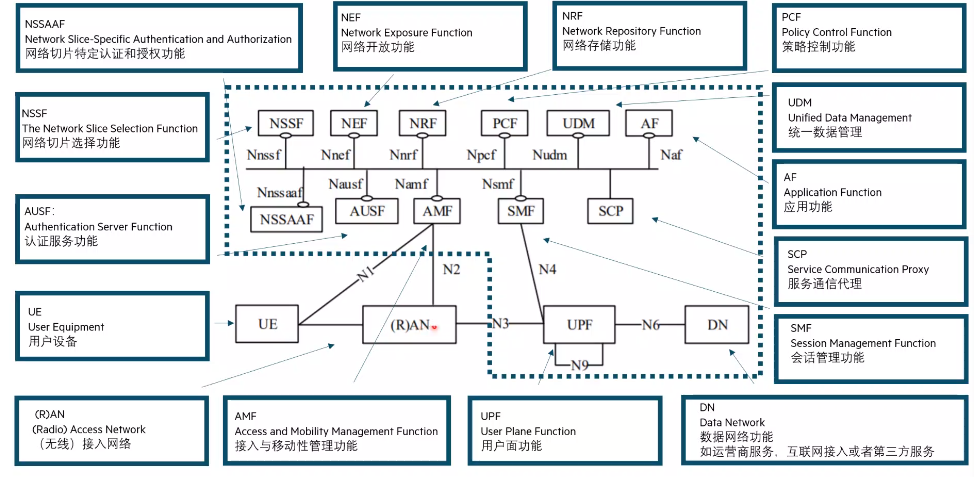 NSSAAF
Network Slice-Specific Authentication and Authorization
网络切片特定认证和授权功能
NEF
Network Exposure Function
网络开放功能
NRF
Network Repository Function
网络存储功能
PCF
Policy Control Function
策略控制功能
NSSF
The Network Slice Selection Function
网络切片选择功能
UDM
Unified Data Management
统一数据管理
AUSF:
Authentication Server Function
认证服务功能
AF
Application Function
应用功能
SCP
Service Communication Proxy
服务通信代理
UE
User Equipment
用户设备
SMF
Session Management Function
会话管理功能
NSSF NEF NRF PCF UDM AF
Nnssf Nnef Nnrf Npcf Nudm Naf
Nnssaaf Nausf Namf Nsmf
NSSAAF AUSF AMF SMF SCP
N1 N2 N4
UE (R)AN N3 UPF N6 DN
N9
(R)AN
(Radio) Access Network
（无线）接入网络
AMF
Access and Mobility Management Function
接入与移动性管理功能
UPF
User Plane Function
用户面功能
DN
Data Network
数据网络功能
如运营商服务、互联网接入或者第三方服务